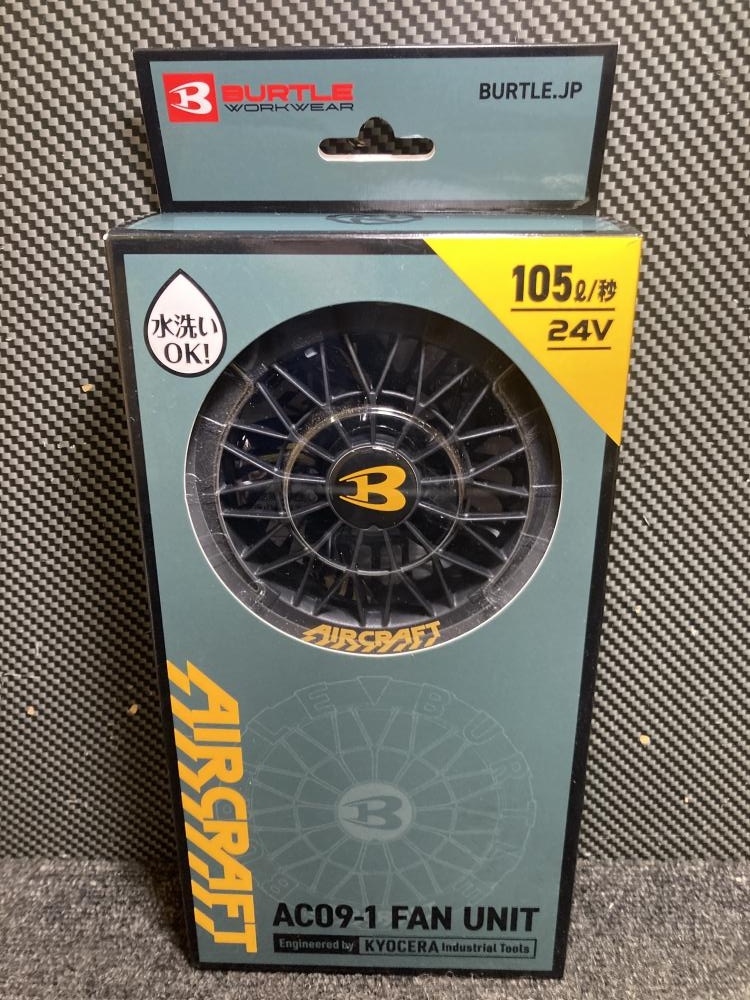 B BURTLE
WORKWEAR
BURTLE.JP
水洗い
OK!
105ℓ/秒
24V
B
AIRCRAFT
AIRCRAFT
BURTLE
B
AC09-1 FAN UNIT
Engineered by KYOCERA Industrial Tools